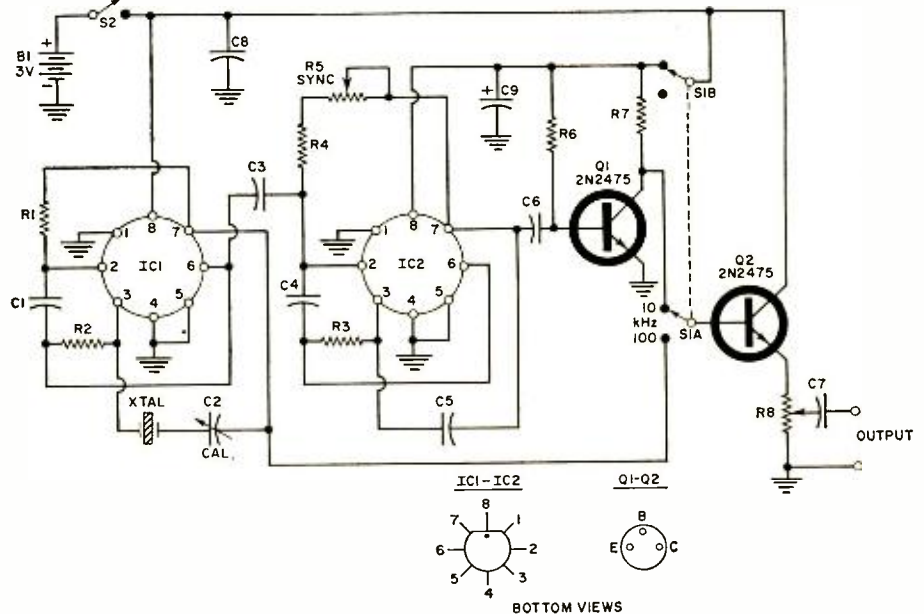 S2
B1
3V
+
-
C8
R5
SYNC
+
C9
S1B
R4
R6
R7
C3
Q1
2N2475
R1
C6
8
1
7
2
IC1
6
3
5
4
8
1
7
2
IC2
6
3
5
4
Q2
2N2475
C1
C4
R2
R3
10
kHz
100
S1A
XTAL
C2
CAL.
C5
R8
C7
OUTPUT
IC1-IC2
Q1-Q2
8
7
1
6
2
5
3
4
B
E
C
BOTTOM VIEWS